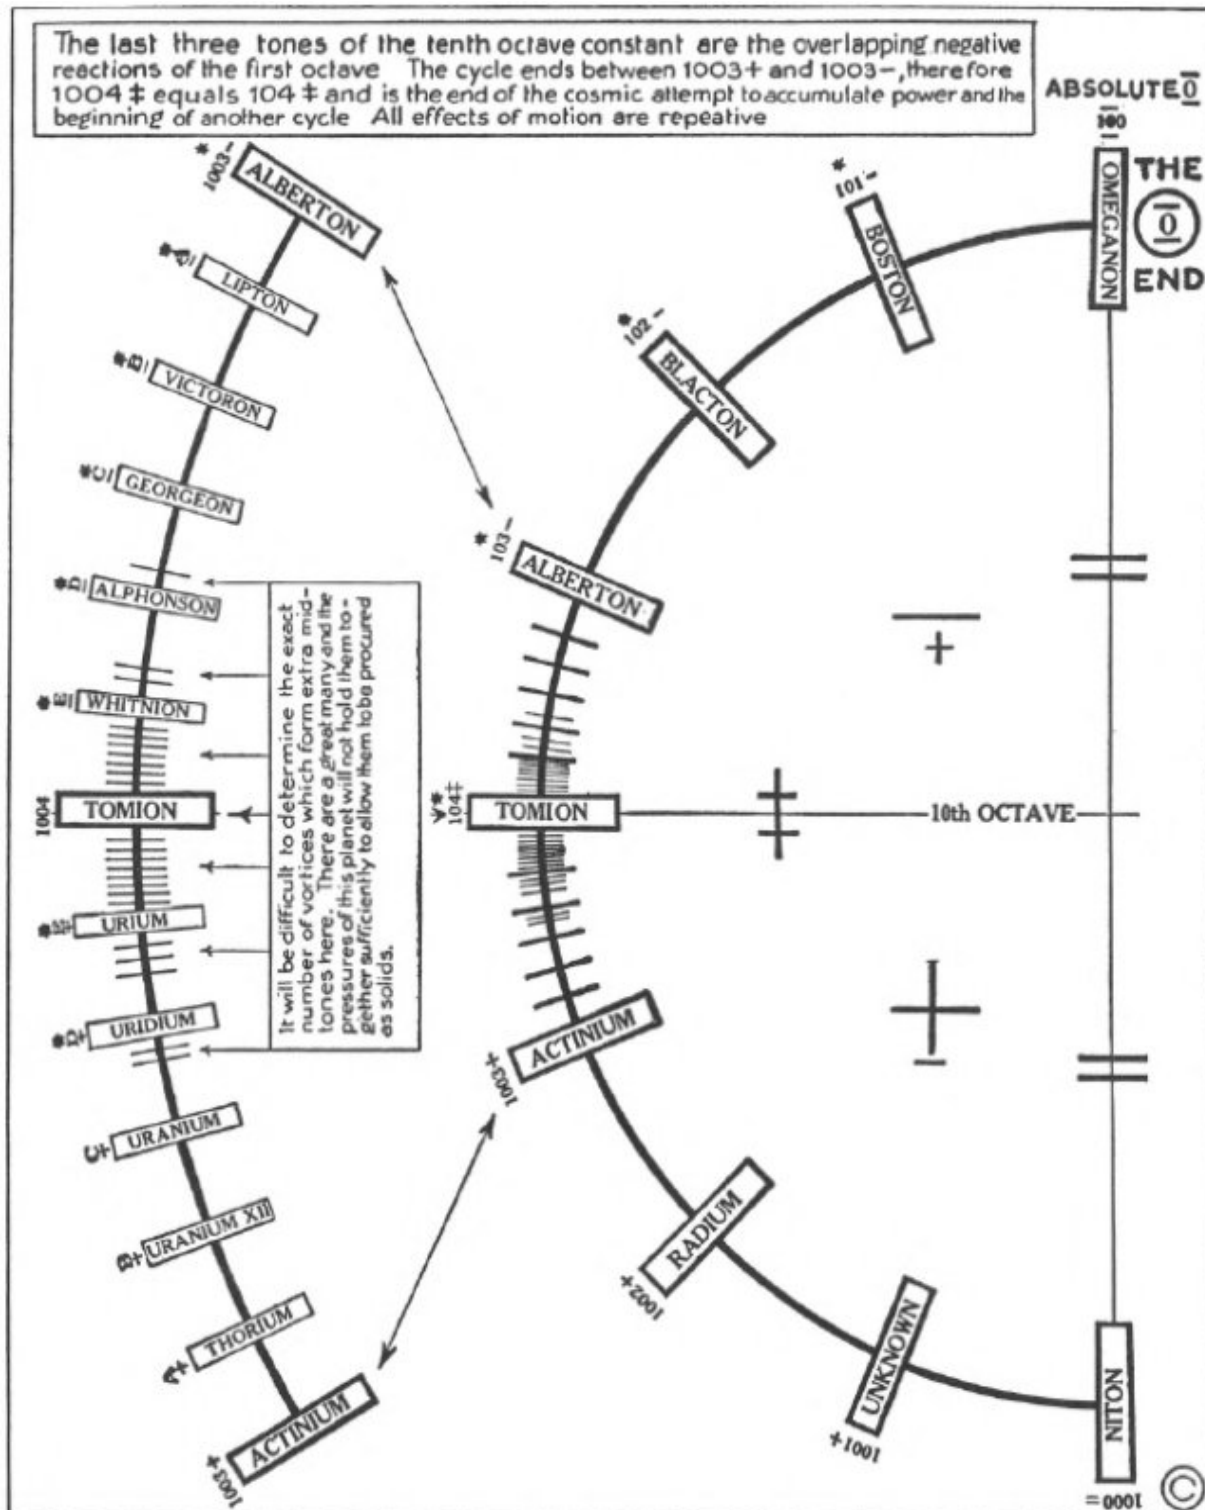 The last three tones of the tenth octave constant are the overlapping negative
reactions of the first octave The cycle ends between 1003+ and 1003-, therefore
1004‡ equals 104‡ and is the end of the cosmic attempt to accumulate power and the
beginning of another cycle All effects of motion are repeative
ABSOLUTE 0
THE
0
END
OMEGANON
*
101-
BOSTON
*
102-
BLACTON
*
103-
ALBERTON
*
104‡
TOMION
10th OCTAVE
ACTINIUM
1003+
RADIUM
1002+
UNKNOWN
1001+
NITON
1000=
*
1003-
ALBERTON
LIPTON
*B-
VICTORON
*C-
GEORGEON
*D-
ALPHONSON
*E-
WHITNION
1004
TOMION
*E+
URIUM
*D+
URIDIUM
C+
URANIUM
B+
URANIUM XII
A+
THORIUM
1003+
ACTINIUM
It will be difficult to determine the exact
number of vortices which form extra mid-
tones here. There are a great many and the
pressures of this planet will not hold them to-
gether sufficiently to allow them to be procured
as solids.
©